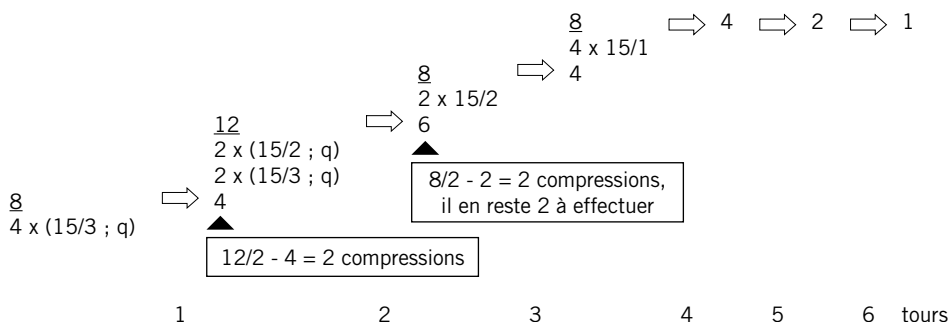 8
4 x (15/3 ; q)
12
2 x (15/2 ; q)
2 x (15/3 ; q)
4
12/2 - 4 = 2 compressions
8
2 x 15/2
6
8/2 - 2 = 2 compressions,
il en reste 2 à effectuer
8
4 x 15/1
4
4
2
1
1 2 3 4 5 6 tours